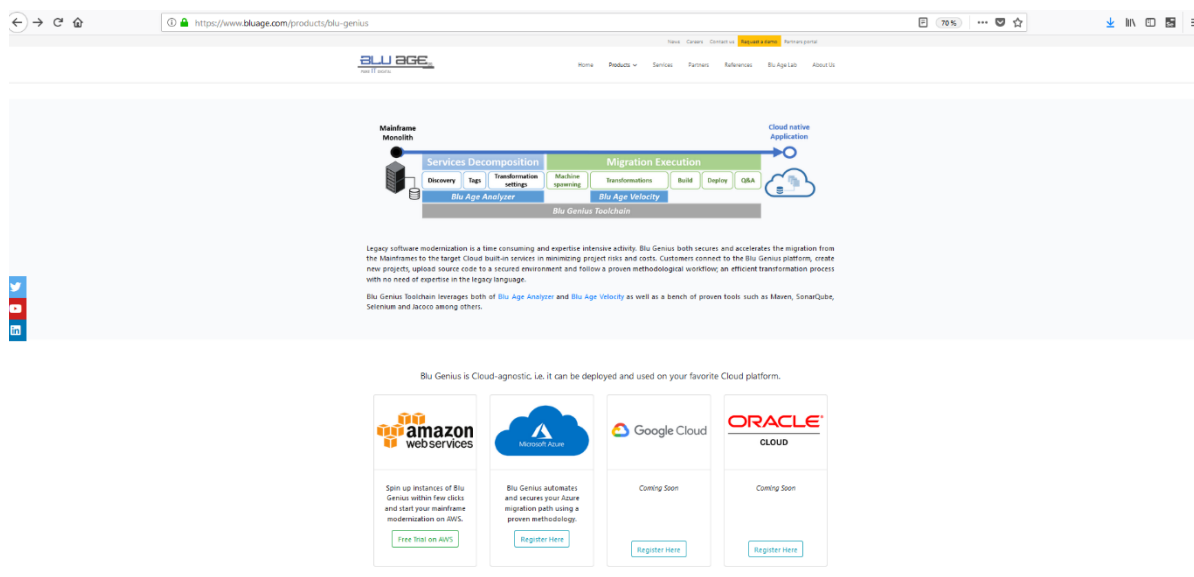 https://www.bluage.com/products/blu-genius
70%
News Careers Contact us Request a demo Partners portal
BLU AGE
Home Products Services Partners References Blu Age Lab About Us
Mainframe Monolith
Cloud native Application
Services Decomposition Migration Execution
Discovery Tags Transformation settings Machine spawning Transformations Build Deploy Q&A
Blu Age Analyzer Blu Age Velocity
Blu Genius Toolchain
Legacy software modernization is a time consuming and expertise intensive activity. Blu Genius both secures and accelerates the migration from
the Mainframes to the target Cloud built-in services in minimizing project risks and costs. Customers connect to the Blu Genius platform, create
new projects, upload source code to a secured environment and follow a proven methodological workflow; an efficient transformation process
with no need of expertise in the legacy language.
Blu Genius Toolchain leverages both of Blu Age Analyzer and Blu Age Velocity as well as a bench of proven tools such as Maven, SonarQube,
Selenium and Jacoco among others.
Blu Genius is Cloud-agnostic, i.e. it can be deployed and used on your favorite Cloud platform.
amazon
web services
Spin up instances of Blu
Genius within few clicks
and start your mainframe
modernization on AWS.
Free Trial on AWS
Microsoft Azure
Blu Genius automates
and secures your Azure
migration path using a
proven methodology.
Register Here
Google Cloud
Coming Soon
Register Here
ORACLE
CLOUD
Coming Soon
Register Here